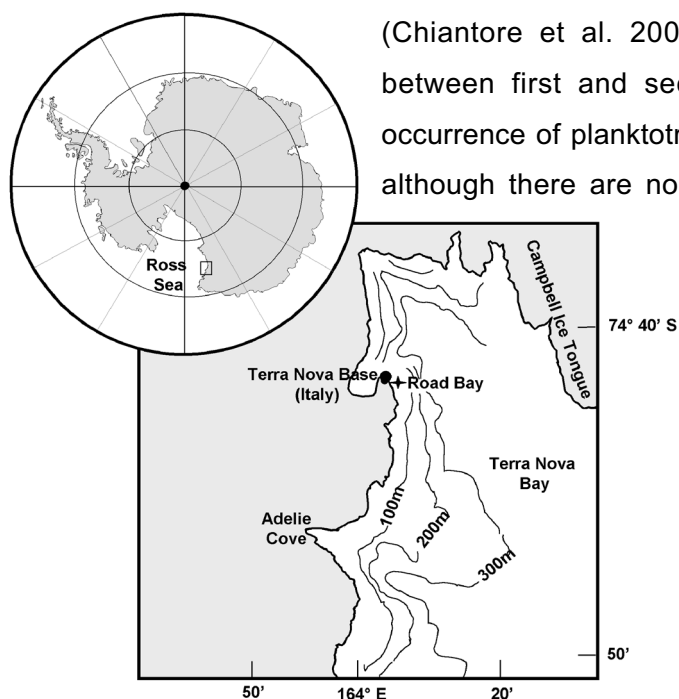 (Chiantore et al. 200
between first and see
occurrence of planktotr
although there are no
Ross
Sea
Campbell Ice Tongue
74° 40’ S
Terra Nova Base
(Italy)
Road Bay
Terra Nova
Bay
100m
200m
300m
Adelie
Cove
50’
50’
164° E
20’